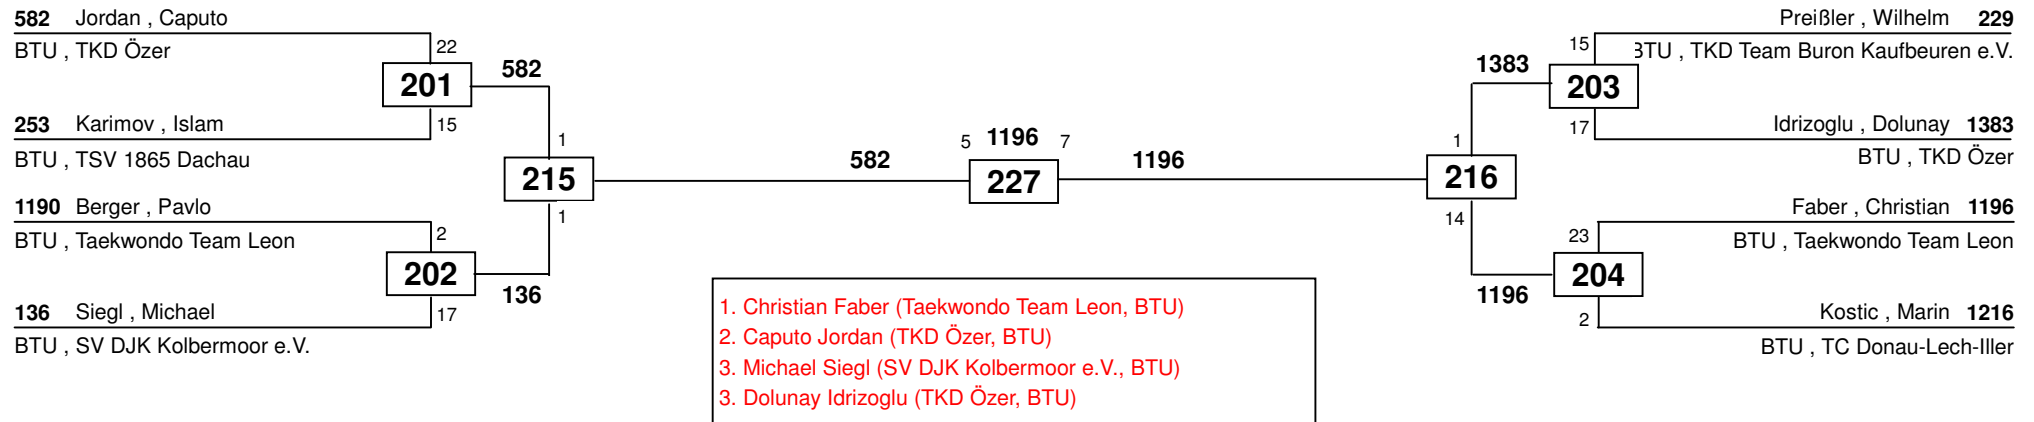 582 Jordan , Caputo
BTU , TKD Özer
22
201
582
253 Karimov , Islam
15
BTU , TSV 1865 Dachau
1
215
582
1190 Berger , Pavlo
1
BTU , Taekwondo Team Leon
2
202
136
136 Siegl , Michael
17
BTU , SV DJK Kolbermoor e.V.
5 1196 7
227
1196
Preißler , Wilhelm 229
15
BTU , TKD Team Buron Kaufbeuren e.V.
1383
203
Idrizoglu , Dolunay 1383
17
BTU , TKD Özer
1
216
14
Faber , Christian 1196
23
BTU , Taekwondo Team Leon
204
1196
Kostic , Marin 1216
2
BTU , TC Donau-Lech-Iller
1. Christian Faber (Taekwondo Team Leon, BTU)
2. Caputo Jordan (TKD Özer, BTU)
3. Michael Siegl (SV DJK Kolbermoor e.V., BTU)
3. Dolunay Idrizoglu (TKD Özer, BTU)